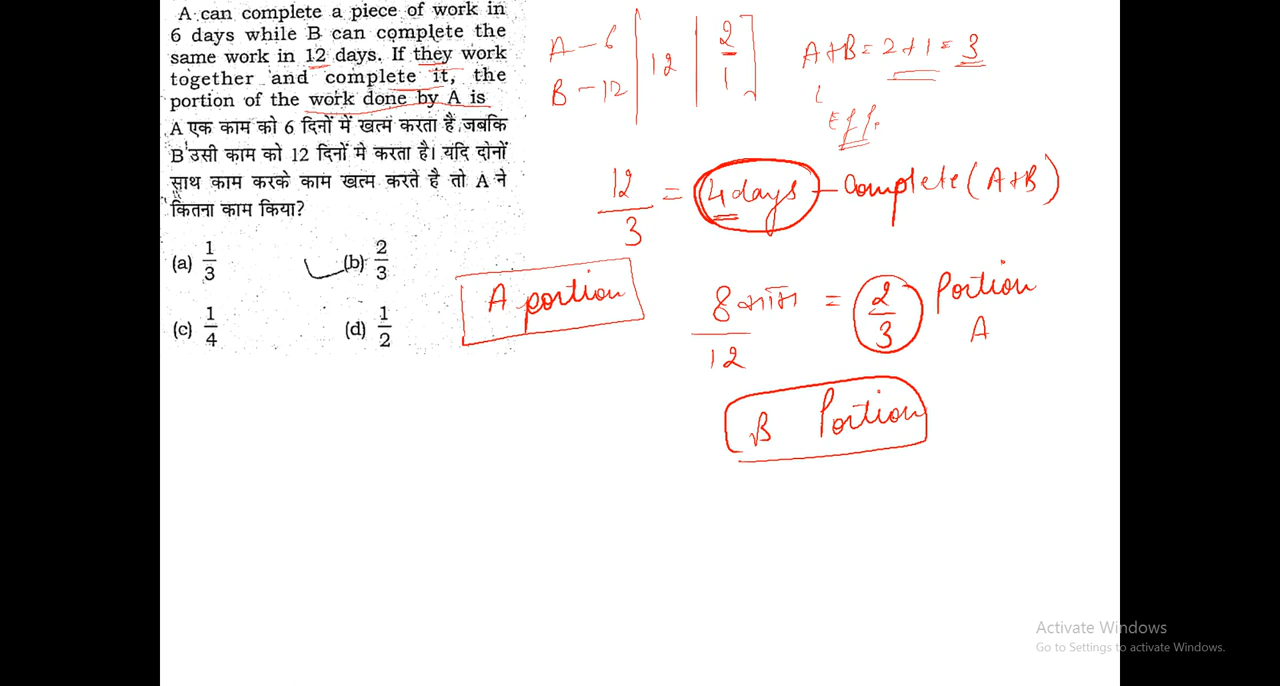 A can complete a piece of work in
6 days while B can complete the
same work in 12 days. If they work
together and complete it, the
portion of the work done by A is
A एक काम को 6 दिनों में खत्म करता है जबकि
B उसी काम को 12 दिनों मे करता है। यदि दोनों
साथ काम करके काम खत्म करते है तो A ने
कितना काम किया?
(a) 1/3 (b) 2/3
(c) 1/4 (d) 1/2
A - 6 | 12 | 2
B - 12 | | 1
A+B = 2+1 = 3
Eff.
12/3 = 4 days - Complete (A+B)
A portion
8 भाग/12 = 2/3 Portion A
B Portion
Activate Windows
Go to Settings to activate Windows.